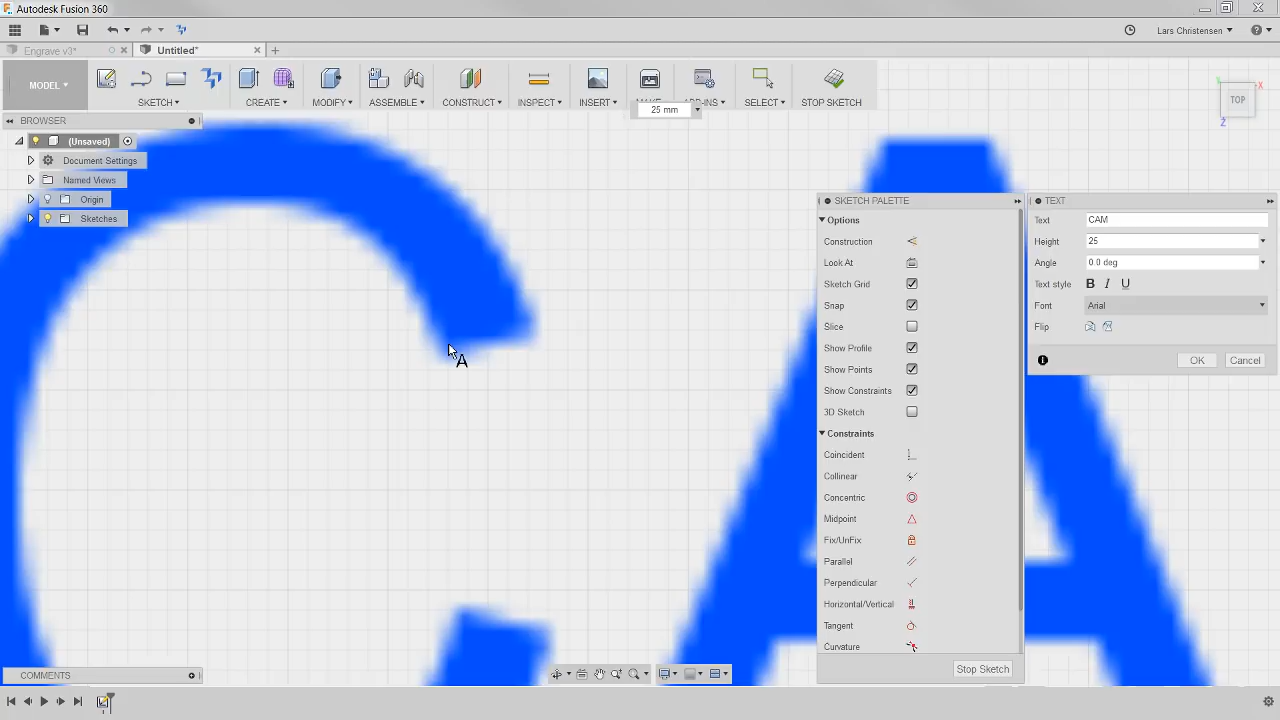 Autodesk Fusion 360
Lars Christensen
Engrave v3*
Untitled*
MODEL
SKETCH
CREATE
MODIFY
ASSEMBLE
CONSTRUCT
INSPECT
INSERT
MAKE
ADD-INS
SELECT
STOP SKETCH
25 mm
TOP
X
Y
Z
BROWSER
(Unsaved)
Document Settings
Named Views
Origin
Sketches
C A
A
SKETCH PALETTE
Options
Construction
Look At
Sketch Grid
Snap
Slice
Show Profile
Show Points
Show Constraints
3D Sketch
Constraints
Coincident
Collinear
Concentric
Midpoint
Fix/UnFix
Parallel
Perpendicular
Horizontal/Vertical
Tangent
Curvature
Stop Sketch
TEXT
Text CAM
Height 25
Angle 0.0 deg
Text style B I U
Font Arial
Flip
OK Cancel
COMMENTS